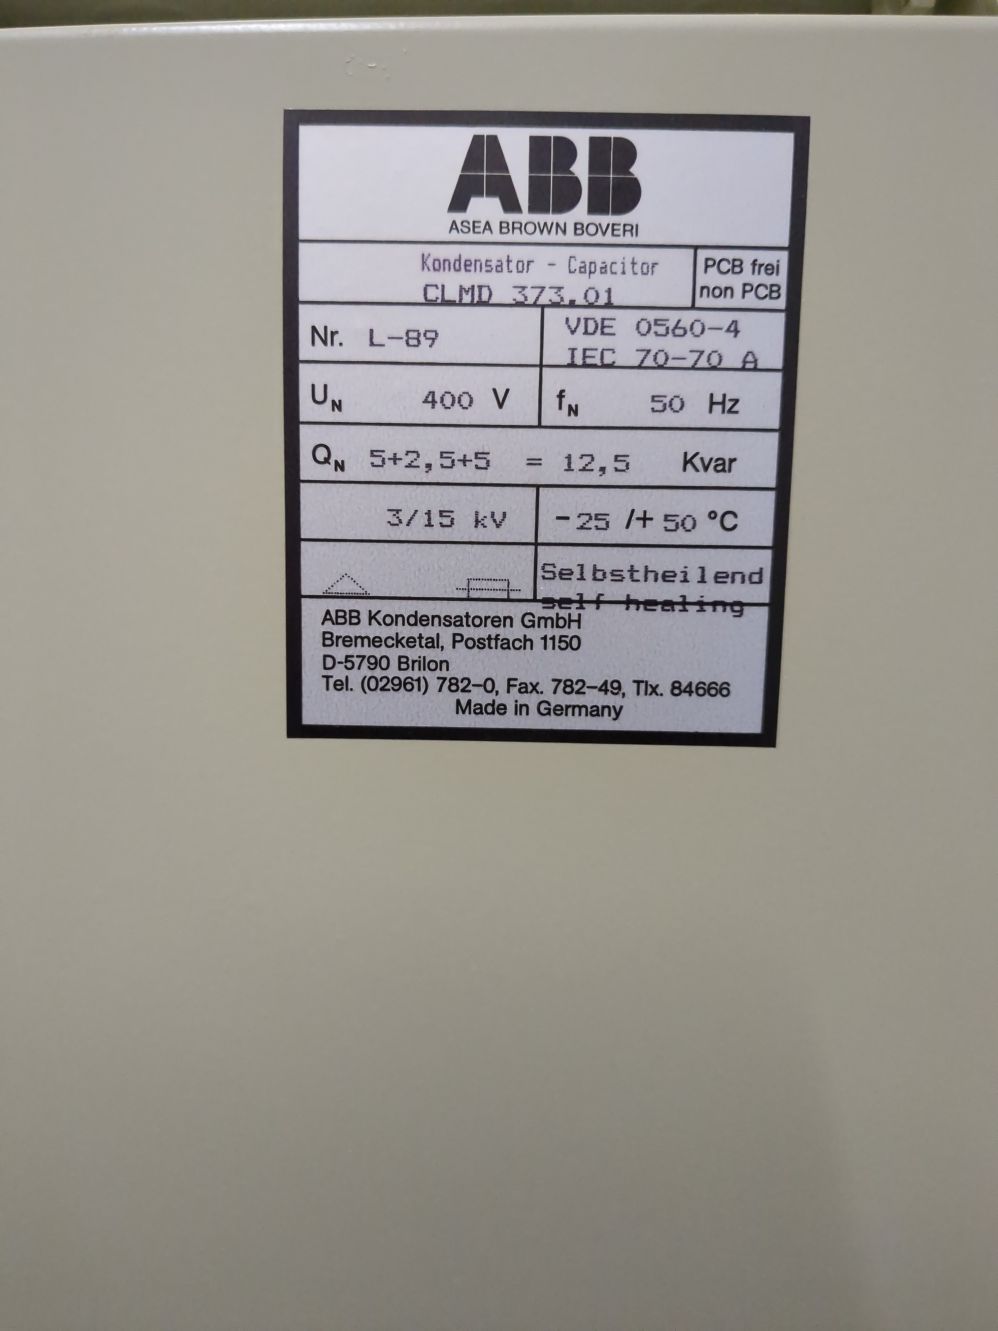 ABB
ASEA BROWN BOVERI
Kondensator - Capacitor
CLMD 373.01
PCB frei
non PCB
Nr. L-89
VDE 0560-4
IEC 70-70 A
UN 400 V
fN 50 Hz
QN 5+2,5+5 = 12,5 Kvar
3/15 kV
-25 /+ 50 °C
Selbstheilend
self healing
ABB Kondensatoren GmbH
Bremecketal, Postfach 1150
D-5790 Brilon
Tel. (02961) 782-0, Fax. 782-49, Tlx. 84666
Made in Germany